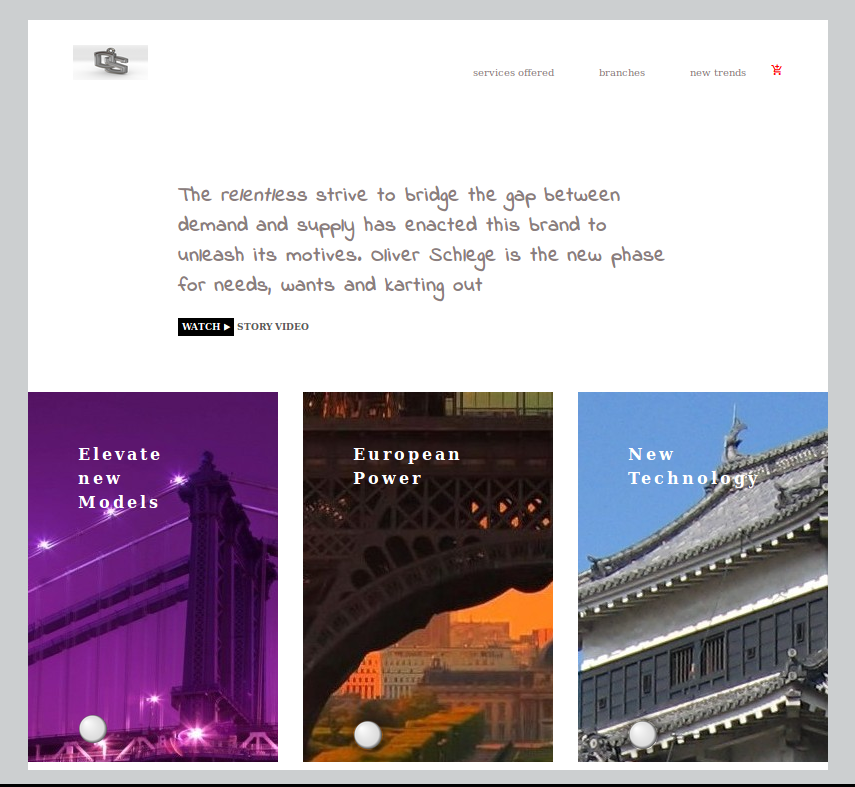 services offered branches new trends
The relentless strive to bridge the gap between
demand and supply has enacted this brand to
unleash its motives. Oliver Schlege is the new phase
for needs, wants and karting out
WATCH ▶ STORY VIDEO
Elevate
new
Models
European
Power
New
Technology